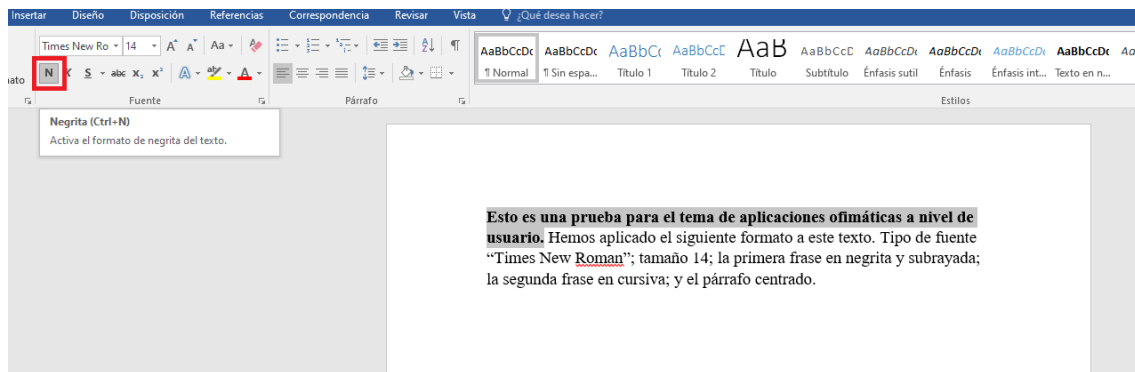 Insertar Diseño Disposición Referencias Correspondencia Revisar Vista ¿Qué desea hacer?
Times New Ro 14 A A Aa
AaBbCcDc AaBbCcDc AaBbC AaBbCcE AaB AaBbCcD AaBbCcDc AaBbCcDc AaBbCcDc AaBbCcDc Aa
ato N K S abc X₂ X² A ab A
¶ Normal ¶ Sin espa... Título 1 Título 2 Título Subtítulo Énfasis sutil Énfasis Énfasis int... Texto en n...
Fuente Párrafo Estilos
Negrita (Ctrl+N)
Activa el formato de negrita del texto.
Esto es una prueba para el tema de aplicaciones ofimáticas a nivel de
usuario. Hemos aplicado el siguiente formato a este texto. Tipo de fuente
“Times New Roman”; tamaño 14; la primera frase en negrita y subrayada;
la segunda frase en cursiva; y el párrafo centrado.